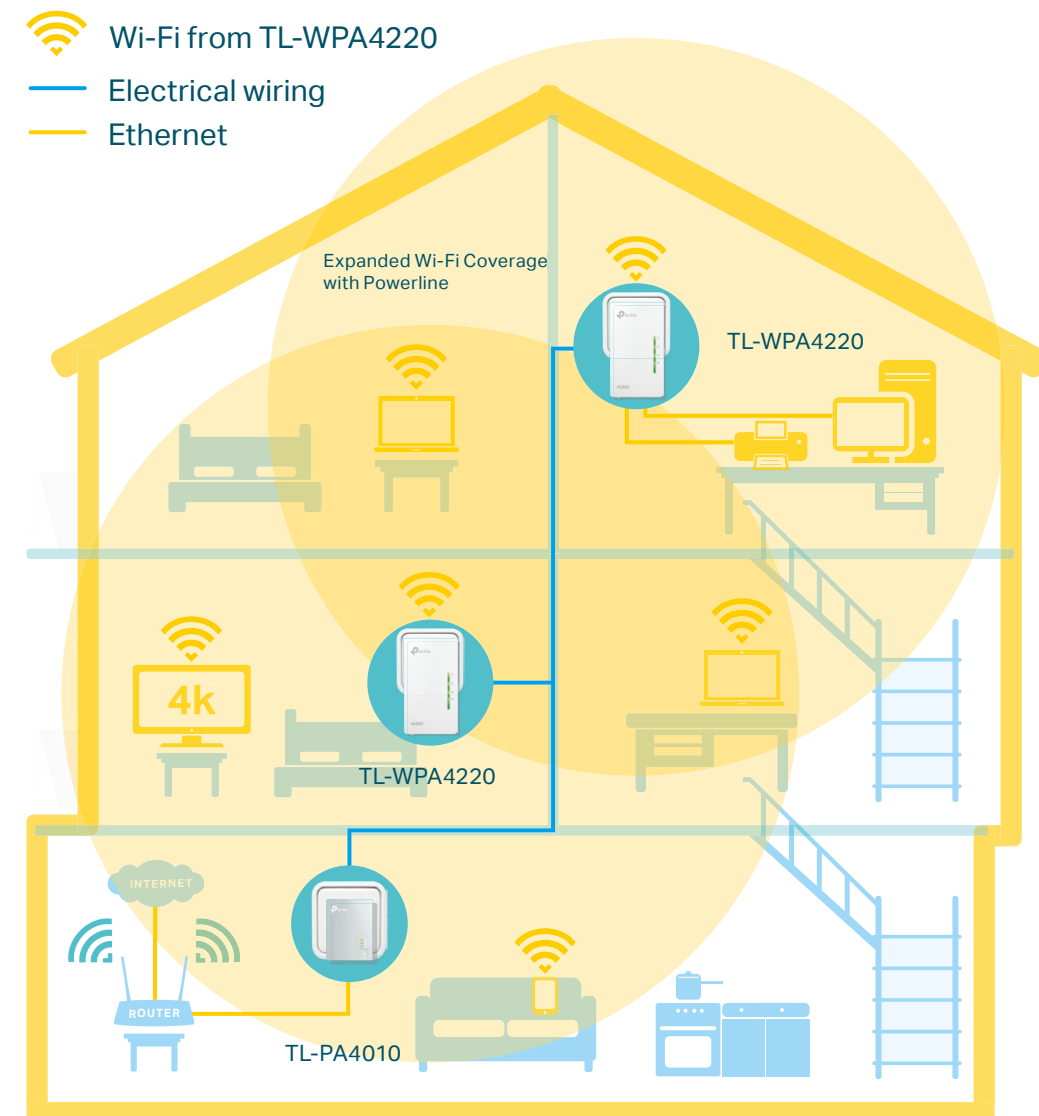 Wi-Fi from TL-WPA4220
Electrical wiring
Ethernet
Expanded Wi-Fi Coverage
with Powerline
TL-WPA4220
4k
TL-WPA4220
INTERNET
ROUTER
TL-PA4010